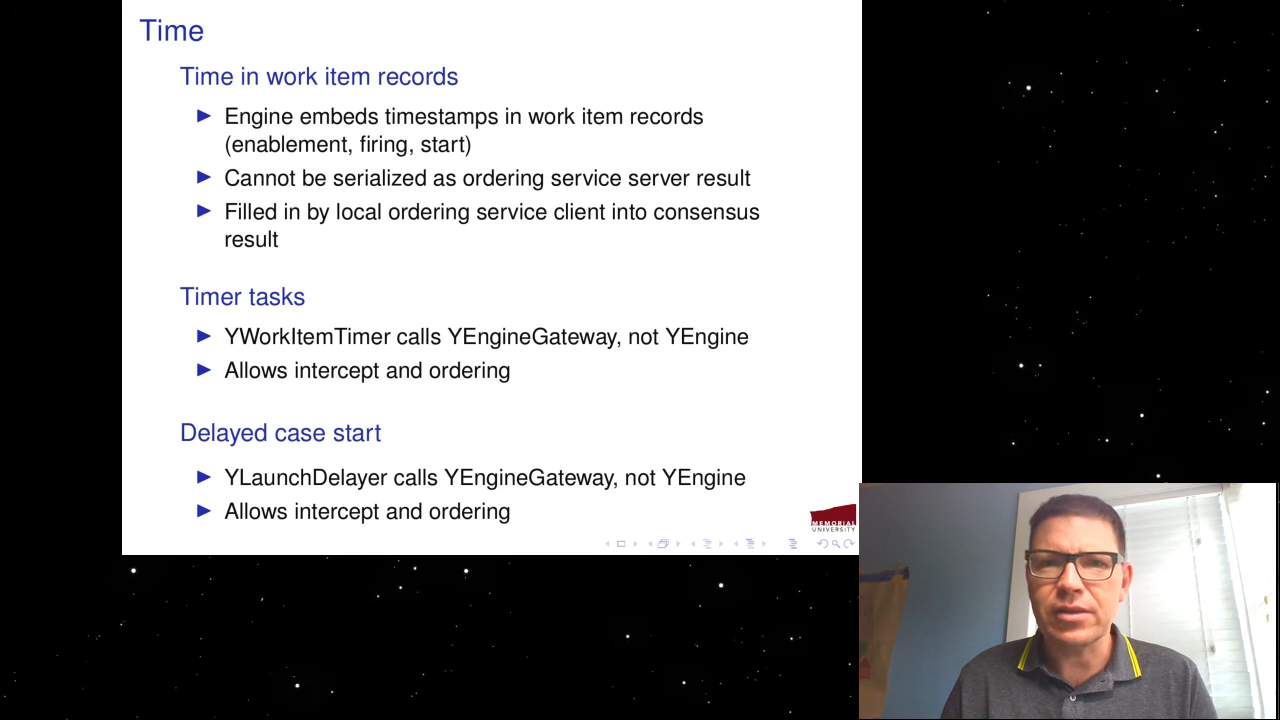 Time
Time in work item records
Engine embeds timestamps in work item records
(enablement, firing, start)
Cannot be serialized as ordering service server result
Filled in by local ordering service client into consensus
result
Timer tasks
YWorkItemTimer calls YEngineGateway, not YEngine
Allows intercept and ordering
Delayed case start
YLaunchDelayer calls YEngineGateway, not YEngine
Allows intercept and ordering
MEMORIAL
UNIVERSITY